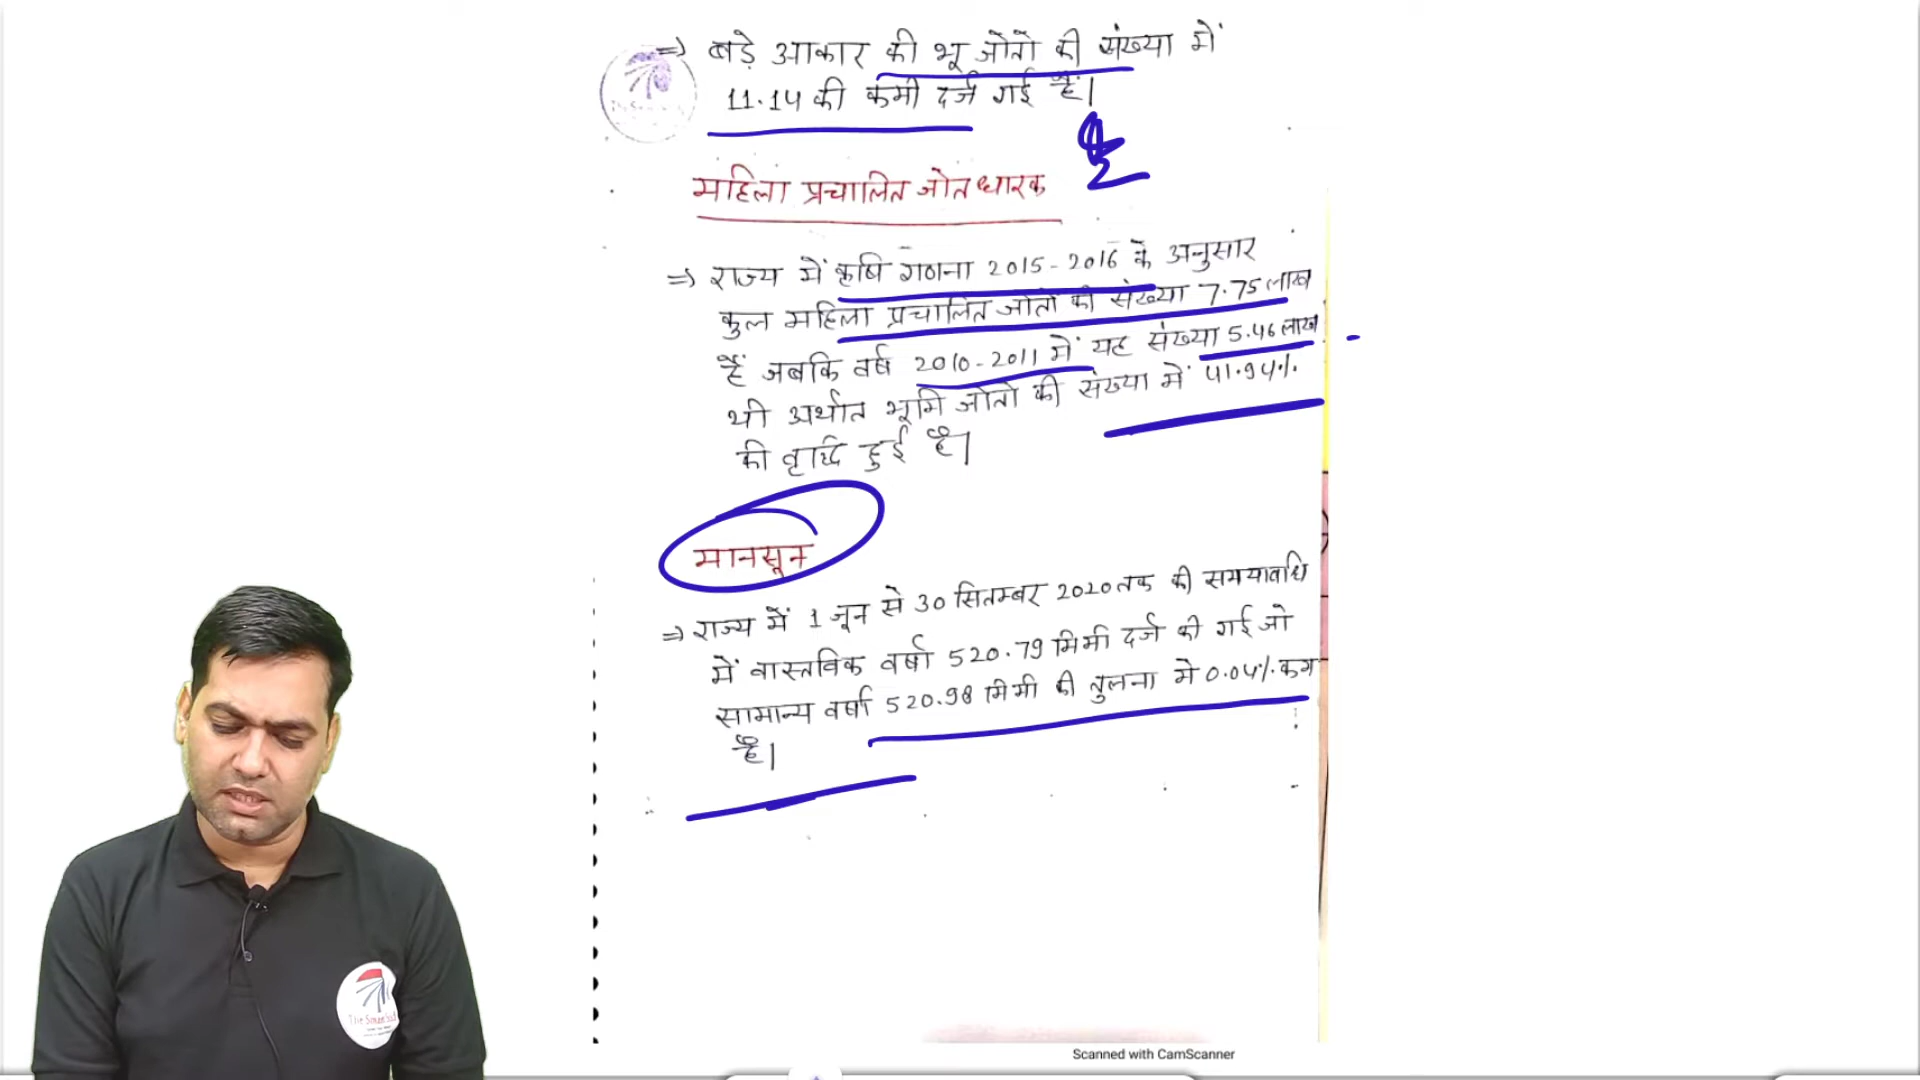 ⇒ बड़े आकार की भू जोतों की संख्या में
11.14 की कमी दर्ज गई है।
महिला प्रचालित जोत धारक
⇒ राज्य में कृषि गणना 2015-2016 के अनुसार
कुल महिला प्रचालित जोतों की संख्या 7.75 लाख
हैं जबकि वर्ष 2010-2011 में यह संख्या 5.46 लाख
थी अर्थात भूमि जोतों की संख्या में 41.94%
की वृद्धि हुई है।
मानसून
⇒ राज्य में 1 जून से 30 सितम्बर 2020 तक की समयावधि
में वास्तविक वर्षा 520.79 मिमी दर्ज की गई जो
सामान्य वर्षा 520.98 मिमी की तुलना में 0.04% कम
है।
Scanned with CamScanner